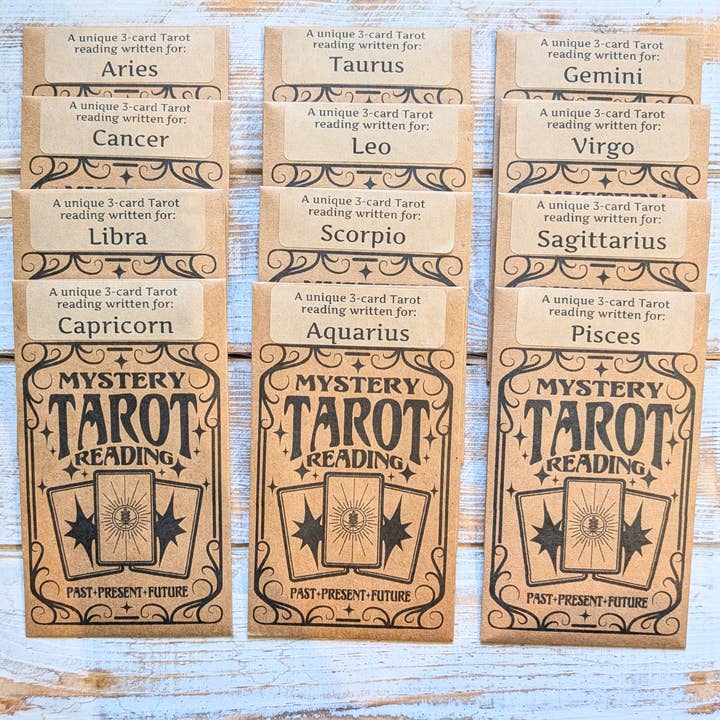 A unique 3-card Tarot
reading written for:
Aries
A unique 3-card Tarot
reading written for:
Taurus
A unique 3-card Tarot
reading written for:
Gemini
A unique 3-card Tarot
reading written for:
Cancer
A unique 3-card Tarot
reading written for:
Leo
A unique 3-card Tarot
reading written for:
Virgo
MYSTERY
A unique 3-card Tarot
reading written for:
Libra
A unique 3-card Tarot
reading written for:
Scorpio
A unique 3-card Tarot
reading written for:
Sagittarius
A unique 3-card Tarot
reading written for:
Capricorn
MYSTERY
TAROT
READING
PAST+PRESENT+FUTURE
A unique 3-card Tarot
reading written for:
Aquarius
MYSTERY
TAROT
READING
PAST+PRESENT+FUTURE
A unique 3-card Tarot
reading written for:
Pisces
MYSTERY
TAROT
READING
PAST+PRESENT+FUTURE